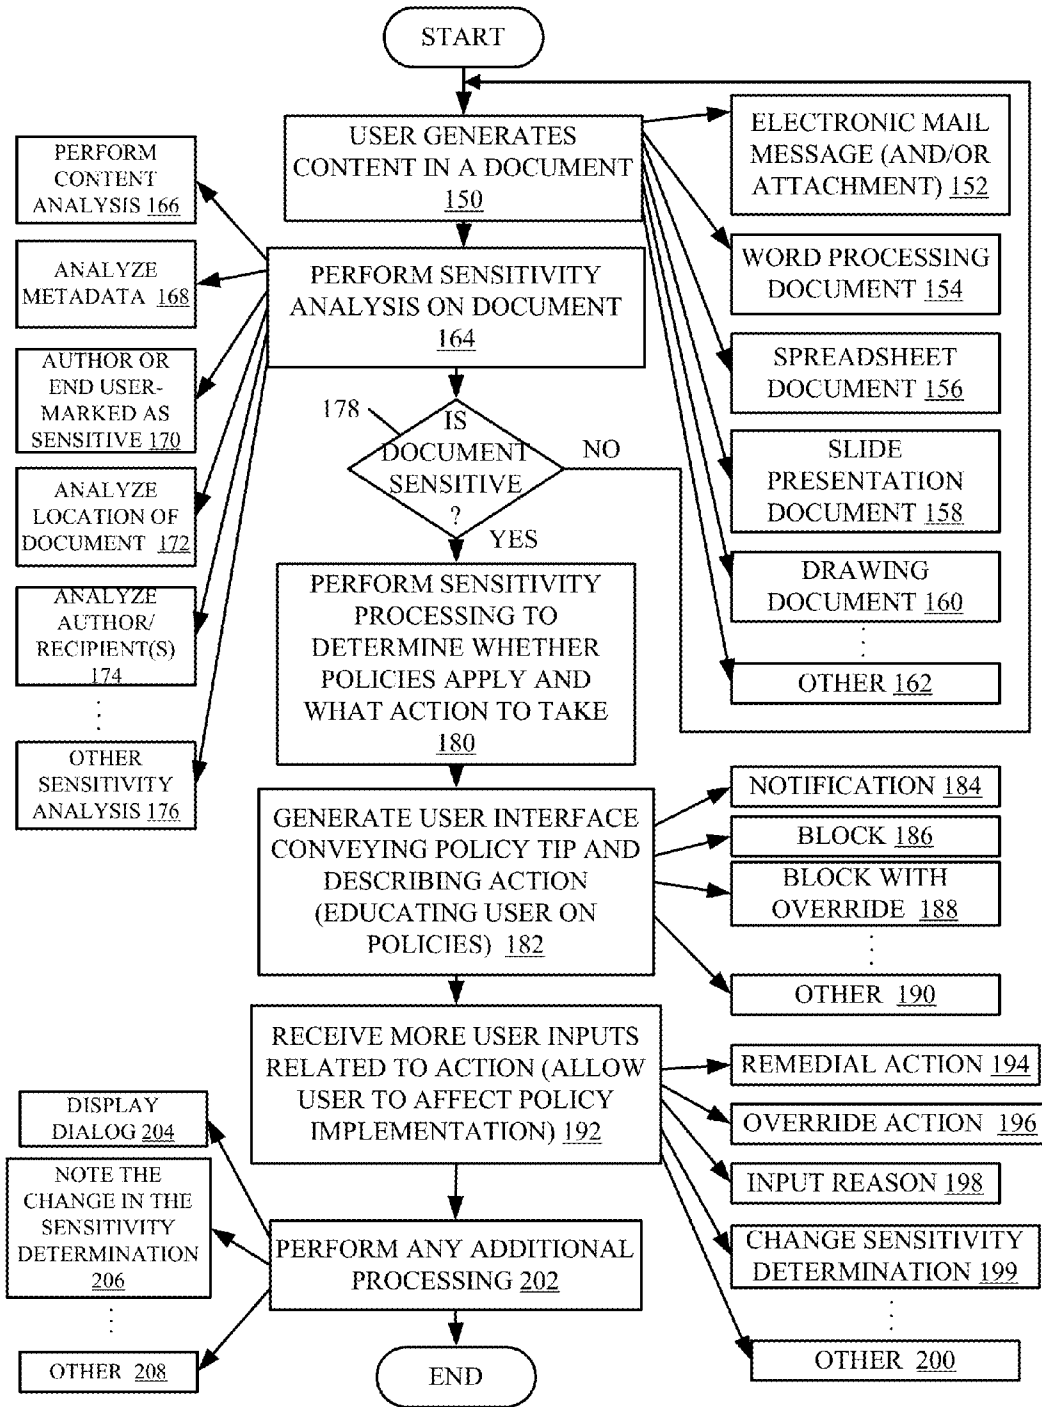 START
USER GENERATES
CONTENT IN A DOCUMENT
150
ELECTRONIC MAIL
MESSAGE (AND/OR
ATTACHMENT) 152
WORD PROCESSING
DOCUMENT 154
SPREADSHEET
DOCUMENT 156
SLIDE
PRESENTATION
DOCUMENT 158
DRAWING
DOCUMENT 160
OTHER 162
PERFORM
CONTENT
ANALYSIS 166
ANALYZE
METADATA 168
AUTHOR OR
END USER-
MARKED AS
SENSITIVE 170
ANALYZE
LOCATION OF
DOCUMENT 172
ANALYZE
AUTHOR/
RECIPIENT(S)
174
OTHER
SENSITIVITY
ANALYSIS 176
PERFORM SENSITIVITY
ANALYSIS ON DOCUMENT
164
178
IS
DOCUMENT
SENSITIVE
?
NO
YES
PERFORM SENSITIVITY
PROCESSING TO
DETERMINE WHETHER
POLICIES APPLY AND
WHAT ACTION TO TAKE
180
GENERATE USER INTERFACE
CONVEYING POLICY TIP AND
DESCRIBING ACTION
(EDUCATING USER ON
POLICIES) 182
NOTIFICATION 184
BLOCK 186
BLOCK WITH
OVERRIDE 188
OTHER 190
RECEIVE MORE USER INPUTS
RELATED TO ACTION (ALLOW
USER TO AFFECT POLICY
IMPLEMENTATION) 192
REMEDIAL ACTION 194
OVERRIDE ACTION 196
INPUT REASON 198
CHANGE SENSITIVITY
DETERMINATION 199
OTHER 200
DISPLAY
DIALOG 204
NOTE THE
CHANGE IN THE
SENSITIVITY
DETERMINATION
206
OTHER 208
PERFORM ANY ADDITIONAL
PROCESSING 202
END